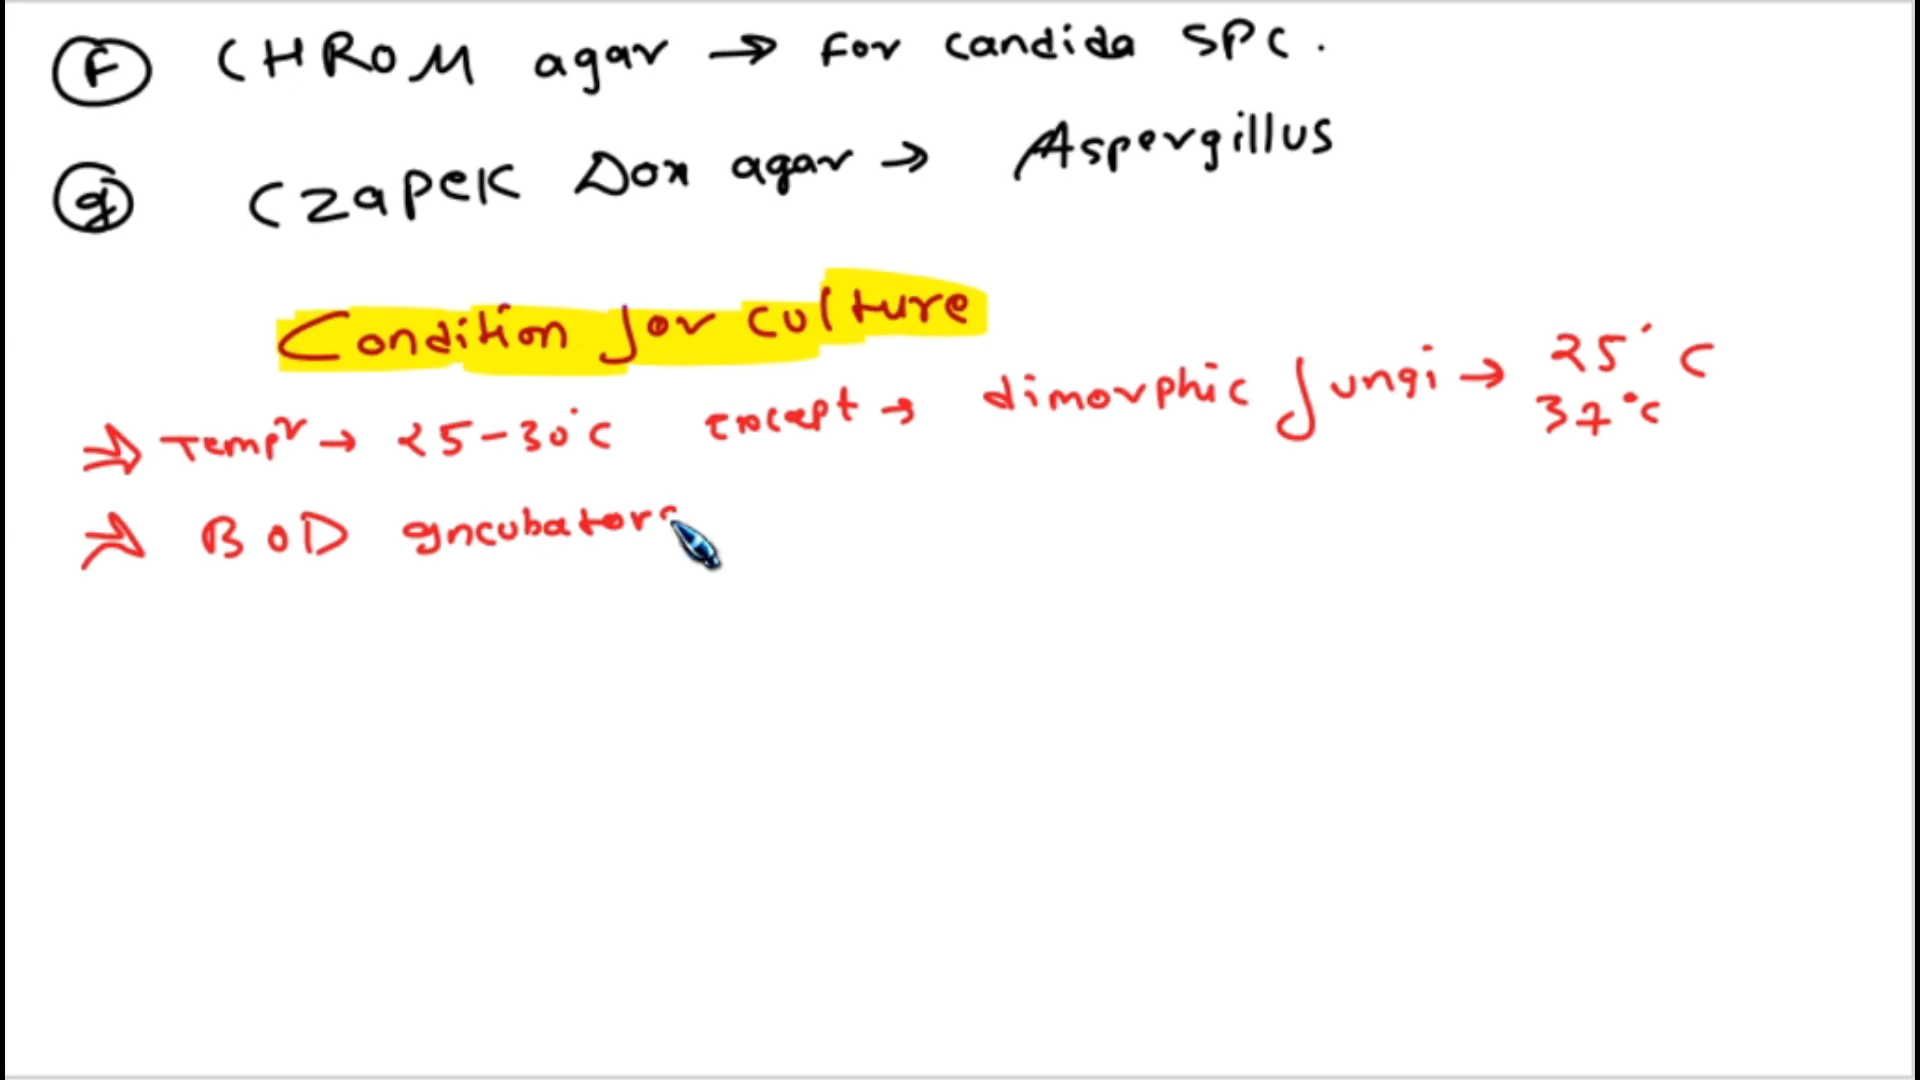 (F) CHROM agar → For candida SPC.
(g) CZAPEK Dox agar → Aspergillus
Condition for culture
⇒ Tempr → 25-30°C except → dimorphic fungi → 25°C
37°C
⇒ BOD incubators